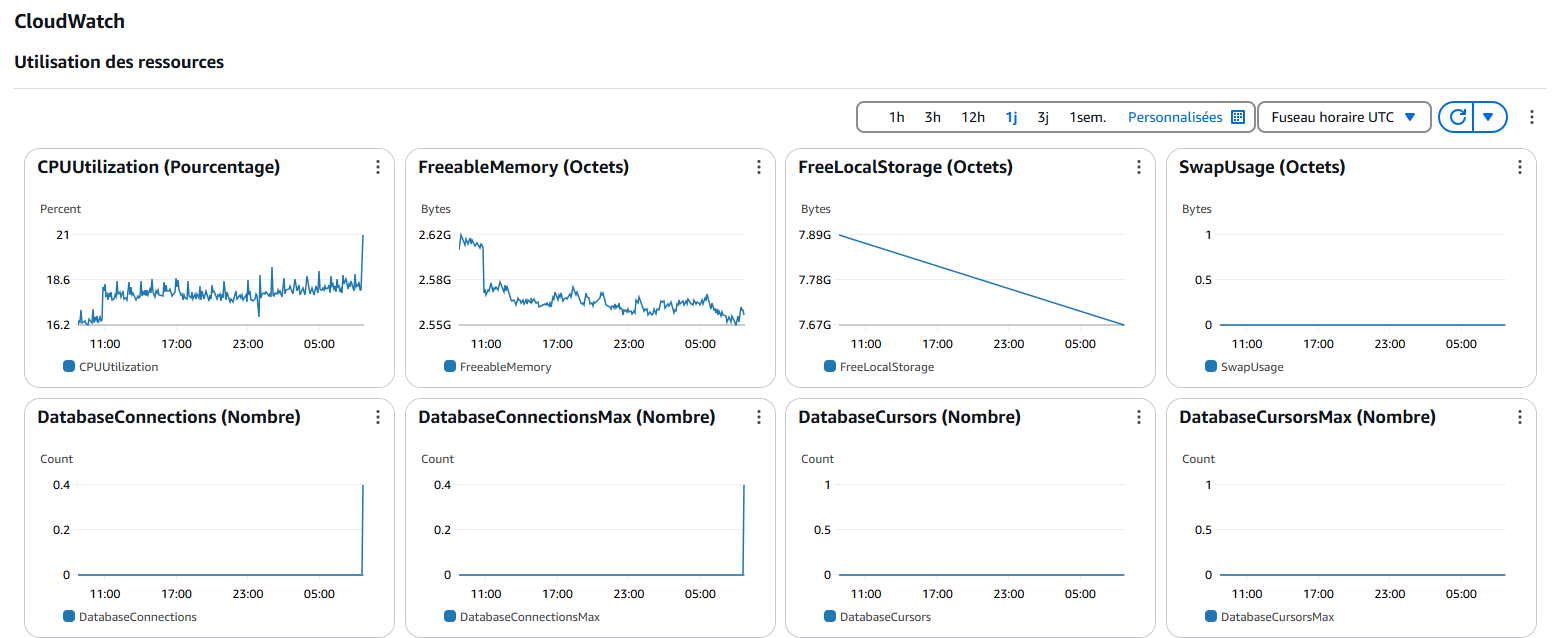 CloudWatch
Utilisation des ressources
1h 3h 12h 1j 3j 1sem. Personnalisées Fuseau horaire UTC
CPUUtilization (Pourcentage)
Percent
21
18.6
16.2
11:00 17:00 23:00 05:00
CPUUtilization
FreeableMemory (Octets)
Bytes
2.62G
2.58G
2.55G
11:00 17:00 23:00 05:00
FreeableMemory
FreeLocalStorage (Octets)
Bytes
7.89G
7.78G
7.67G
11:00 17:00 23:00 05:00
FreeLocalStorage
SwapUsage (Octets)
Bytes
1
0.5
0
11:00 17:00 23:00 05:00
SwapUsage
DatabaseConnections (Nombre)
Count
0.4
0.2
0
11:00 17:00 23:00 05:00
DatabaseConnections
DatabaseConnectionsMax (Nombre)
Count
0.4
0.2
0
11:00 17:00 23:00 05:00
DatabaseConnectionsMax
DatabaseCursors (Nombre)
Count
1
0.5
0
11:00 17:00 23:00 05:00
DatabaseCursors
DatabaseCursorsMax (Nombre)
Count
1
0.5
0
11:00 17:00 23:00 05:00
DatabaseCursorsMax